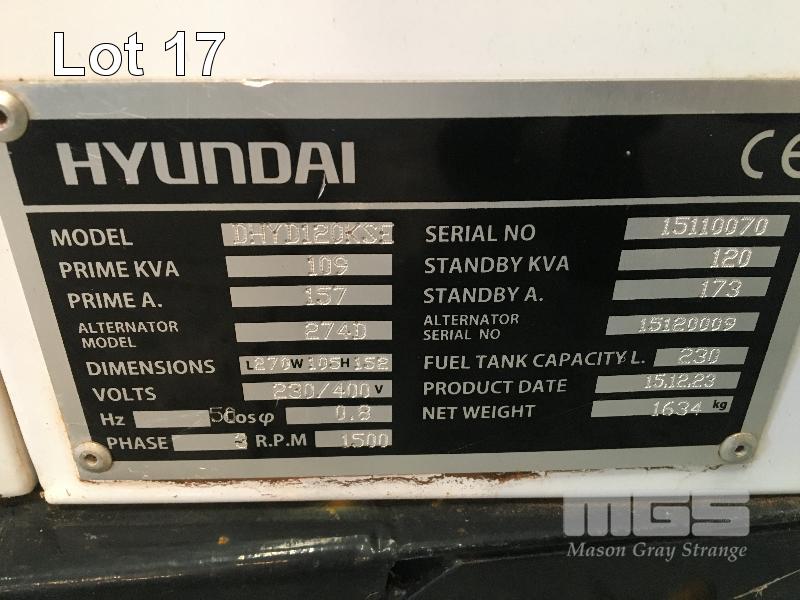 Lot 17
HYUNDAI CE
MODEL DHYD120KSE SERIAL NO 15110070
PRIME KVA 109 STANDBY KVA 120
PRIME A. 157 STANDBY A. 173
ALTERNATOR MODEL 274D ALTERNATOR SERIAL NO 15120009
DIMENSIONS L270W105H152 FUEL TANK CAPACITY L. 230
VOLTS 230/400 V PRODUCT DATE 15.12.23
Hz 50 Cosφ 0.8 NET WEIGHT 1634 kg
PHASE 3 R.P.M 1500
MGS
Mason Gray Strange